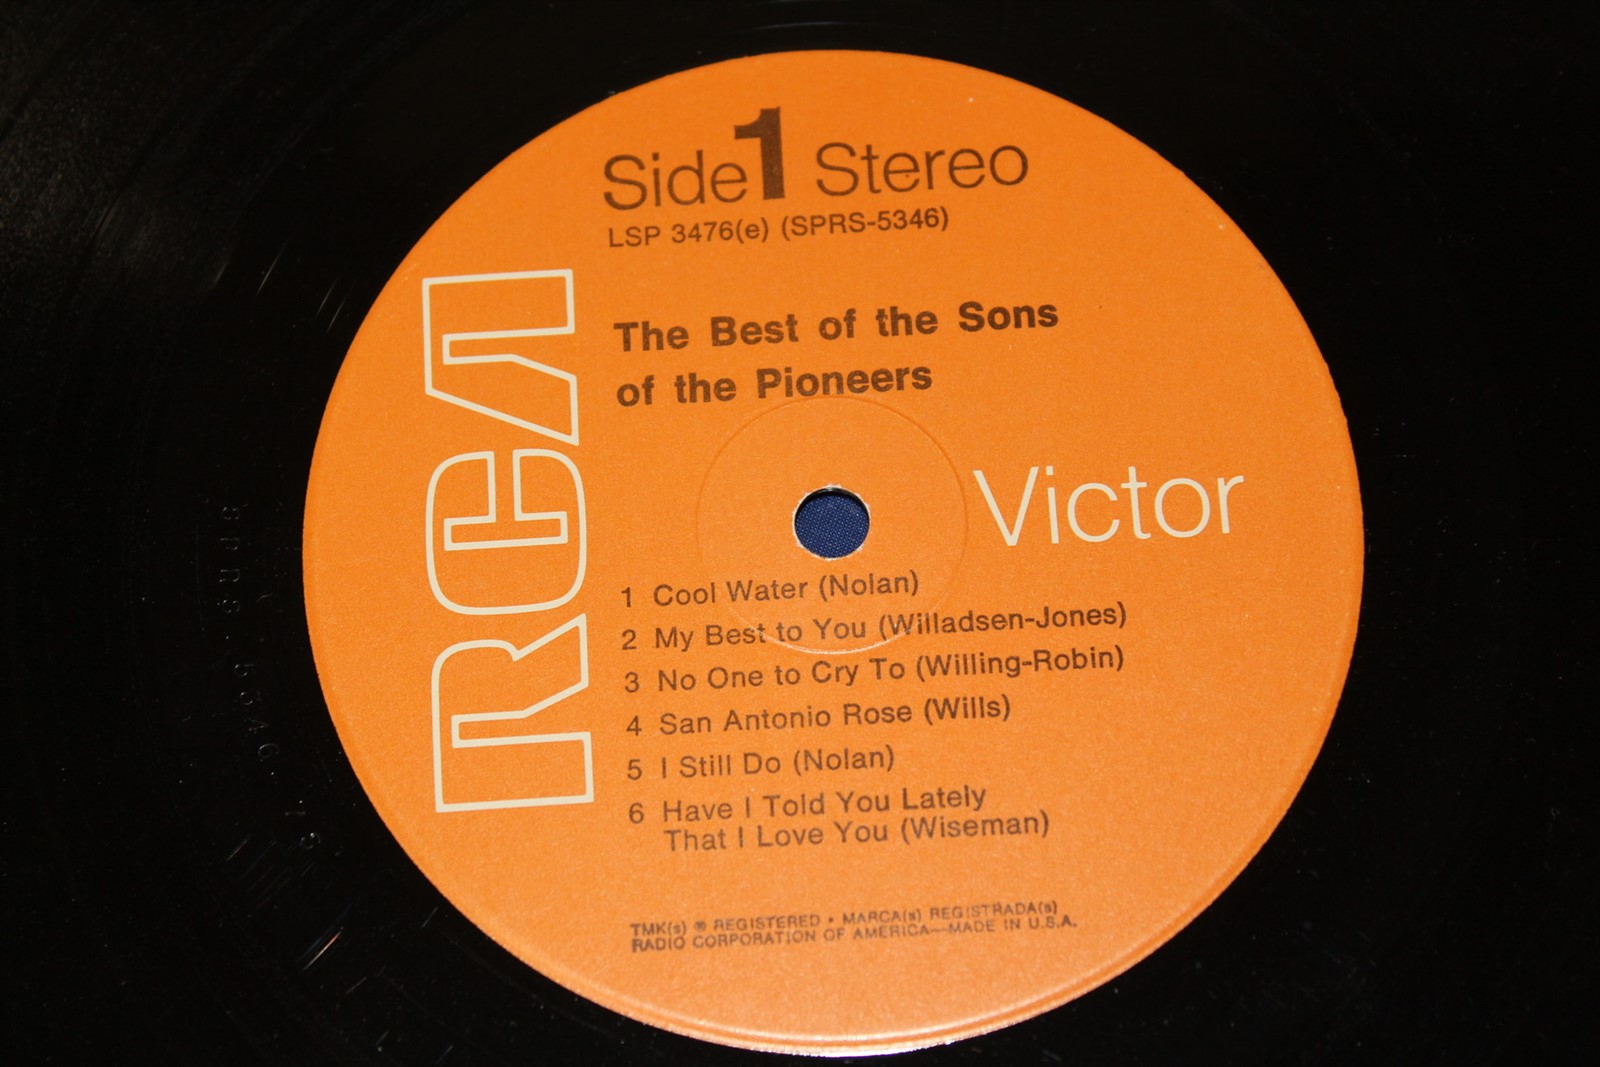 Side 1 Stereo
LSP 3476(e) (SPRS-5346)
The Best of the Sons
of the Pioneers
RCA
Victor
1 Cool Water (Nolan)
2 My Best to You (Willadsen-Jones)
3 No One to Cry To (Willing-Robin)
4 San Antonio Rose (Wills)
5 I Still Do (Nolan)
6 Have I Told You Lately
That I Love You (Wiseman)
TMK(s) ® REGISTERED • MARCA(s) REGISTRADA(s)
RADIO CORPORATION OF AMERICA—MADE IN U.S.A.
SPRS-5346